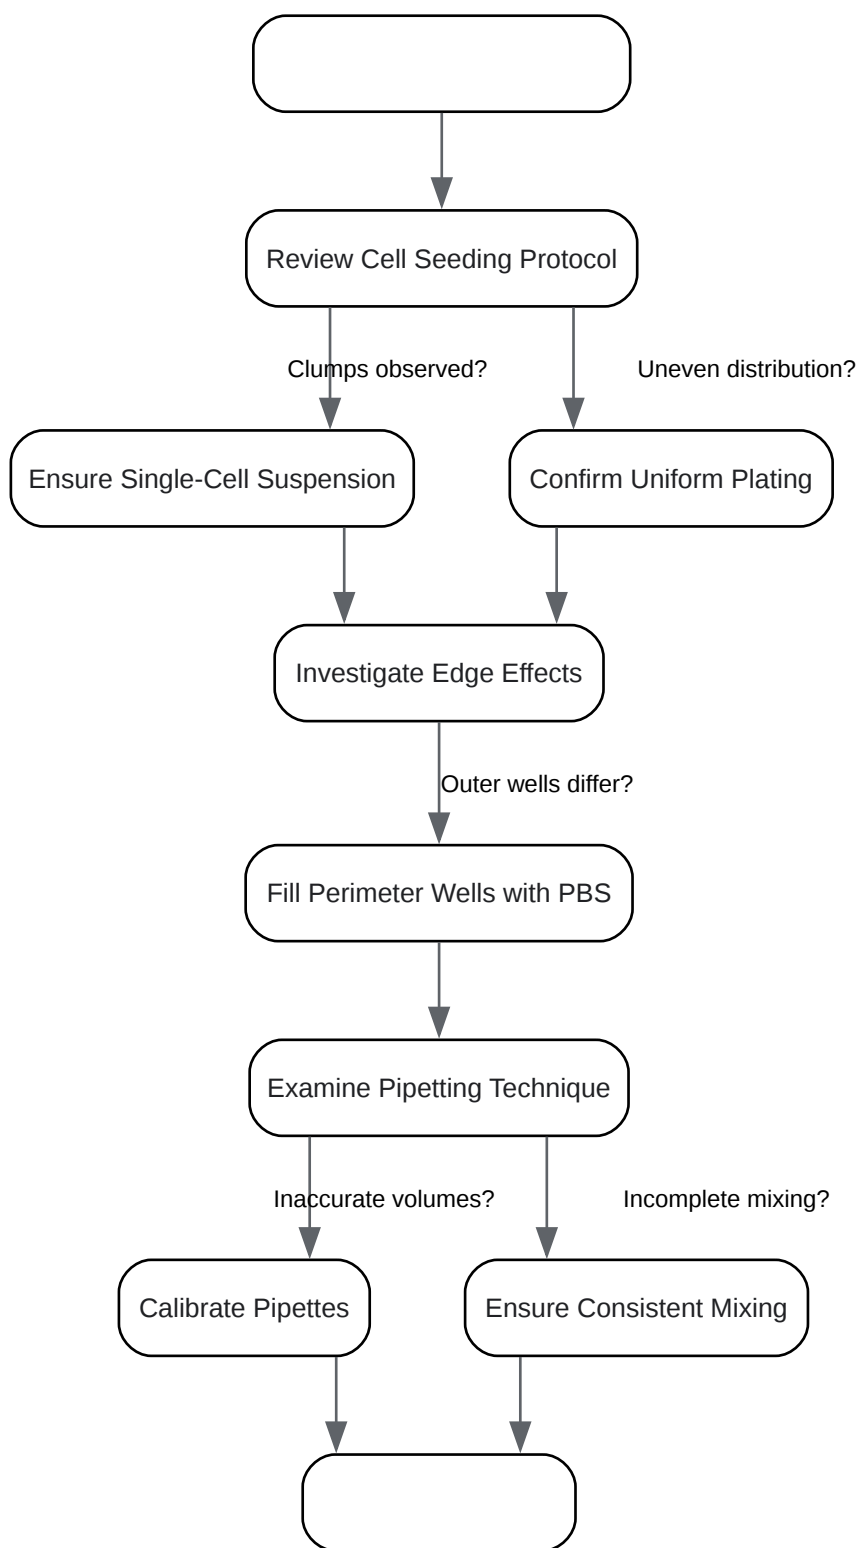 Review Cell Seeding Protocol
Clumps observed?
Uneven distribution?
Ensure Single-Cell Suspension
Confirm Uniform Plating
Investigate Edge Effects
Outer wells differ?
Fill Perimeter Wells with PBS
Examine Pipetting Technique
Inaccurate volumes?
Incomplete mixing?
Calibrate Pipettes
Ensure Consistent Mixing